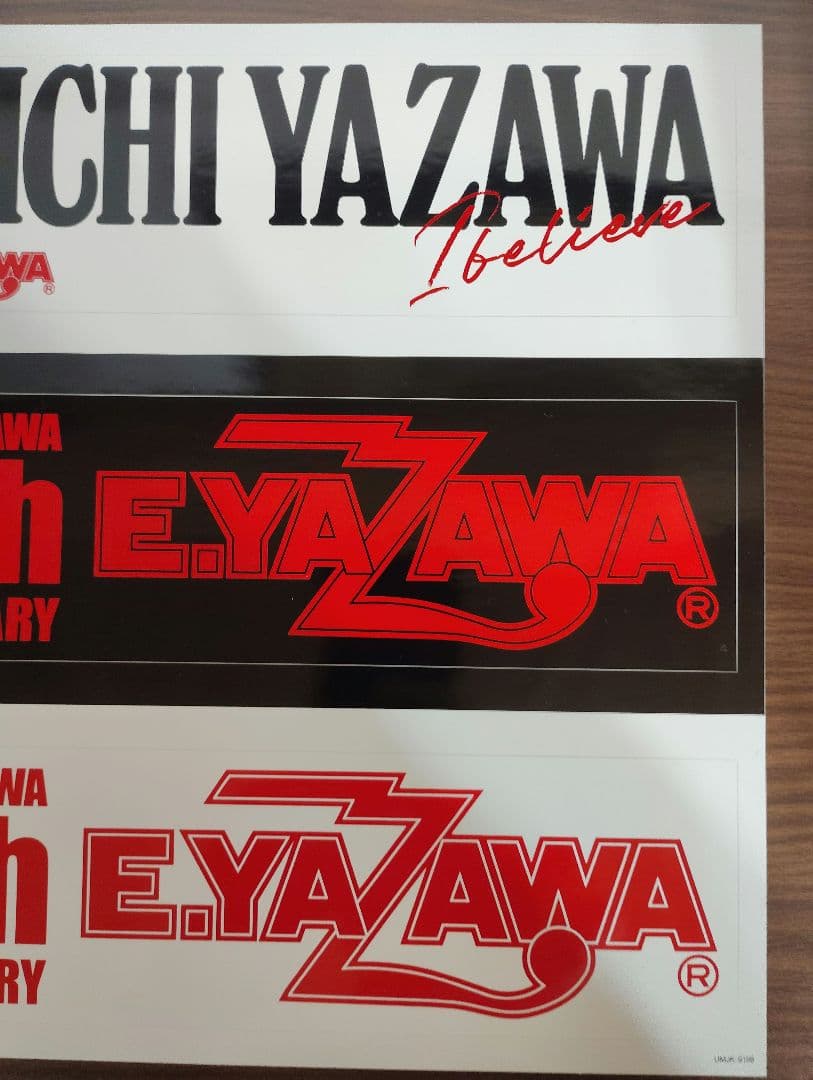 ICHI YAZAWA
I believe
WA
®
AWA
h
ARY
E.YAZAWA
®
WA
h
RY
E.YAZAWA
®